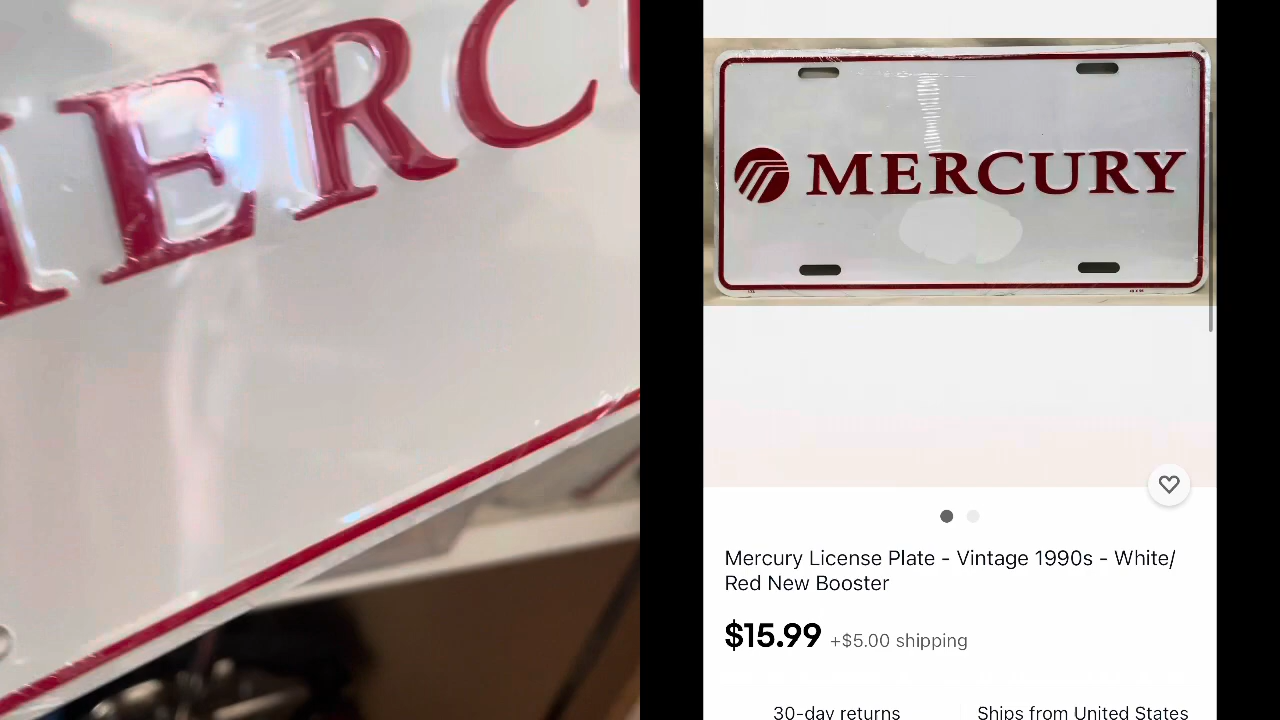 MERCU
MERCURY
Mercury License Plate - Vintage 1990s - White/
Red New Booster
$15.99 +$5.00 shipping
30-day returns
Ships from United States